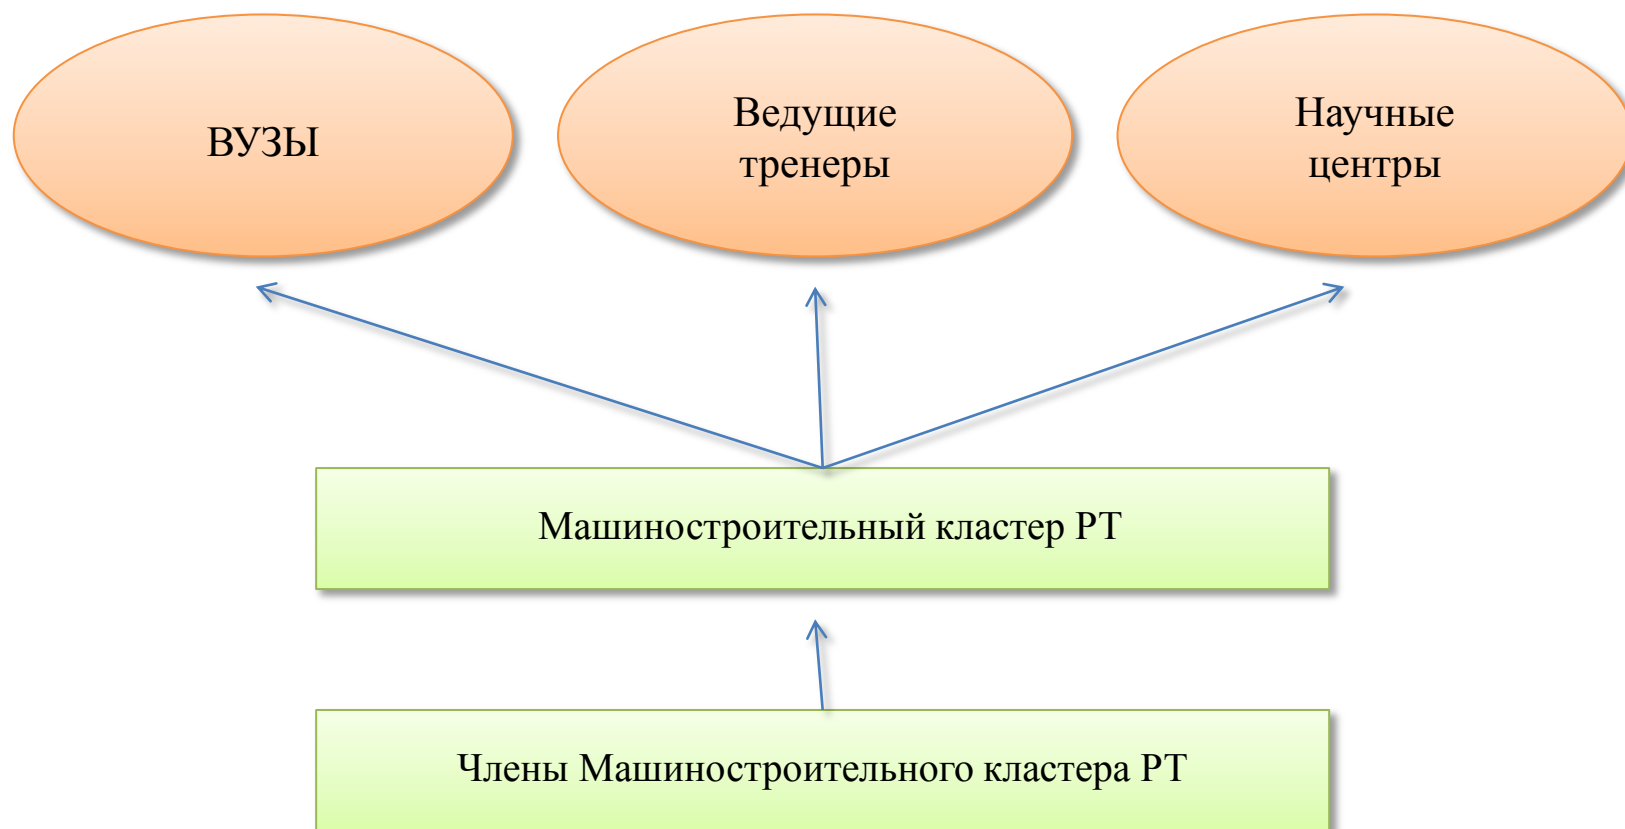 ВУЗЫ
Ведущие
тренеры
Научные
центры
Машиностроительный кластер РТ
Члены Машиностроительного кластера РТ